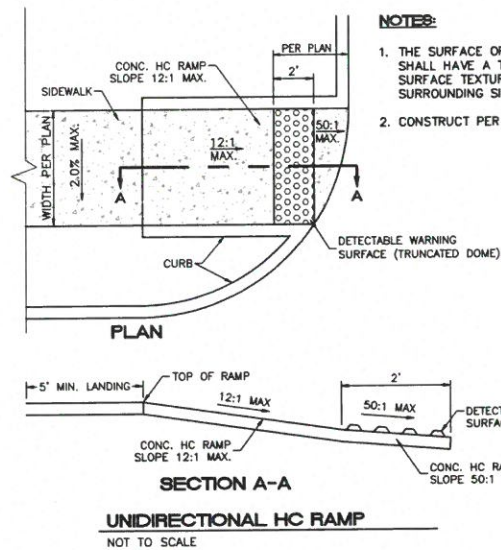 NOTES:
1. THE SURFACE OF
SHALL HAVE A T
SURFACE TEXTUR
SURROUNDING SI
2. CONSTRUCT PER
PER PLAN
2'
CONC. HC RAMP
SLOPE 12:1 MAX.
SIDEWALK
WIDTH PER PLAN
2.0% MAX.
12:1
MAX.
50:1
MAX.
A
A
DETECTABLE WARNING
SURFACE (TRUNCATED DOME)
CURB
PLAN
5' MIN. LANDING
TOP OF RAMP
12:1 MAX
2'
50:1 MAX
DETECT
SURFAC
CONC. HC RAMP
SLOPE 12:1 MAX.
CONC. HC RA
SLOPE 50:1
SECTION A-A
UNIDIRECTIONAL HC RAMP
NOT TO SCALE